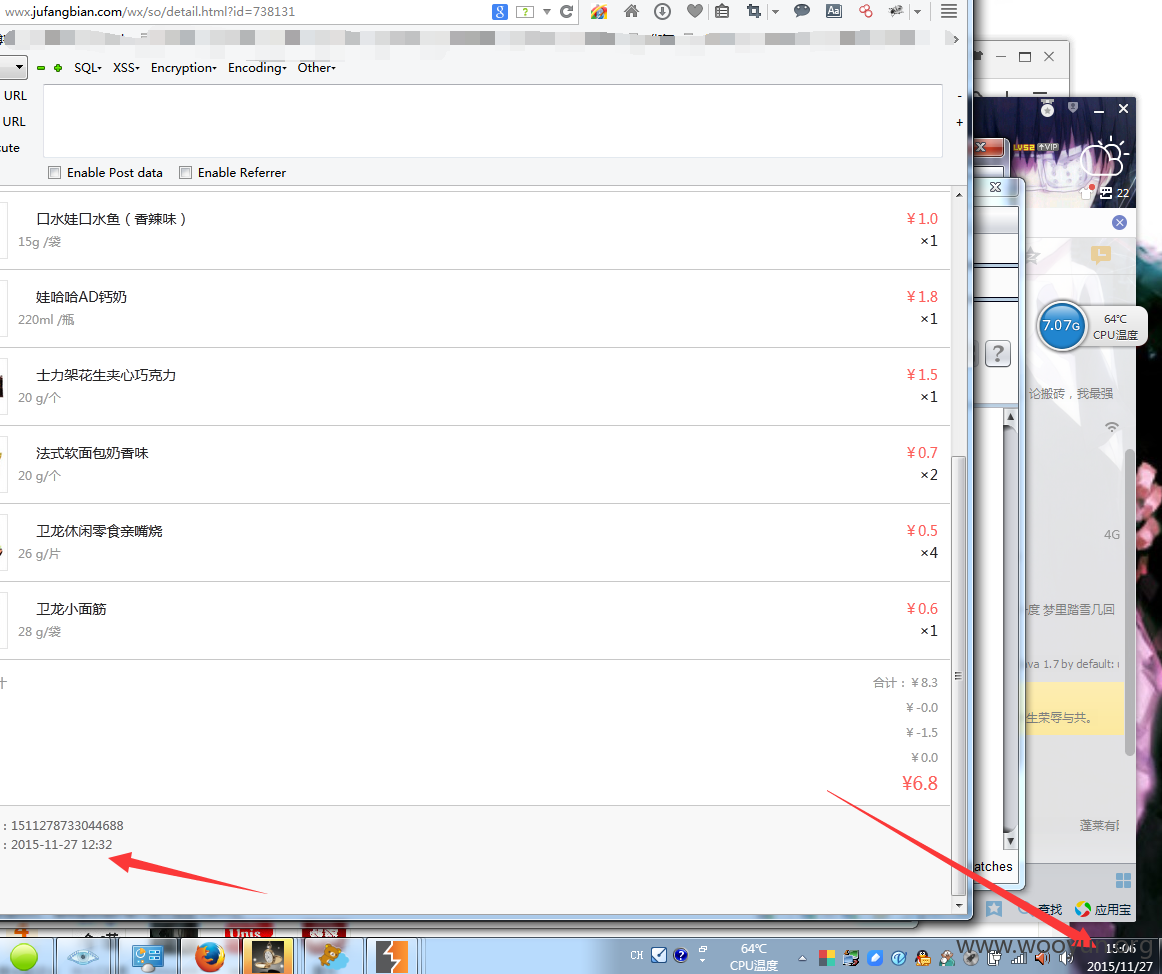 www.jufangbian.com/wx/so/detail.html?id=738131
SQL- XSS- Encryption- Encoding- Other-
URL
URL
cute
Enable Post data Enable Referrer
口水娃口水鱼（香辣味）
¥1.0
15g /袋
×1
娃哈哈AD钙奶
¥1.8
220ml /瓶
×1
士力架花生夹心巧克力
¥1.5
20 g/个
×1
法式软面包奶香味
¥0.7
20 g/个
×2
卫龙休闲零食亲嘴烧
¥0.5
26 g/片
×4
卫龙小面筋
¥0.6
28 g/袋
×1
合计：¥8.3
¥-0.0
¥-1.5
¥0.0
¥6.8
: 1511278733044688
: 2015-11-27 12:32
LV52 VIP
22
7.07G
64℃
CPU温度
?
论搬砖，我最强
4G
度 梦里踏雪几回
ava 1.7 by default:
生荣辱与共。
蓬莱有
atches
查找
应用宝
Unis
CH
64℃
CPU温度
15:06
2015/11/27
www.wooyun.org